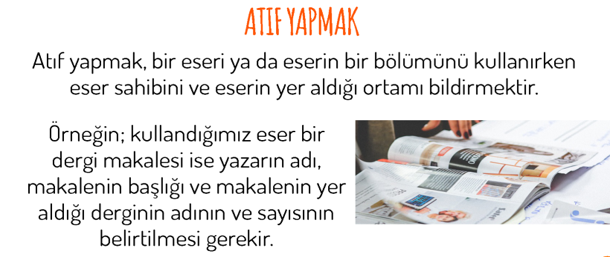 ATIF YAPMAK
Atıf yapmak, bir eseri ya da eserin bir bölümünü kullanırken
eser sahibini ve eserin yer aldığı ortamı bildirmektir.
Örneğin; kullandığımız eser bir
dergi makalesi ise yazarın adı,
makalenin başlığı ve makalenin yer
aldığı derginin adının ve sayısının
belirtilmesi gerekir.